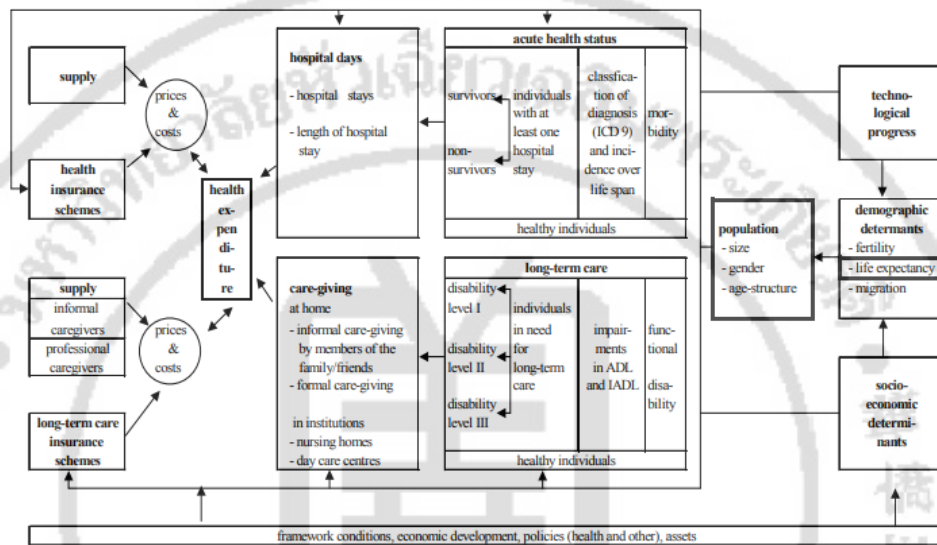 supply
prices
&
costs
health
insurance
schemes
health
ex-
pen
di-
tu-
re
supply
informal
caregivers
professional
caregivers
prices
&
costs
long-term care
insurance
schemes
hospital days
- hospital stays
- length of hospital
stay
care-giving
at home
- informal care-giving
by members of the
family/friends
- formal care-giving
in institutions
- nursing homes
- day care centres
acute health status
survivors
non-
survivors
individuals
with at
least one
hospital
stay
classfica-
tion of
diagnosis
(ICD 9)
and inci-
dence over
life span
mor-
bidity
healthy individuals
long-term care
disability
level I
disability
level II
disability
level III
individuals
in need
for
long-term
care
impair-
ments
in ADL
and IADL
func-
tional
disa-
bility
healthy individuals
population
- size
- gender
- age-structure
techno-
logical
progress
demographic
determants
- fertility
- life expectancy
- migration
socio-
economic
determi-
nants
framework conditions, economic development, policies (health and other), assets